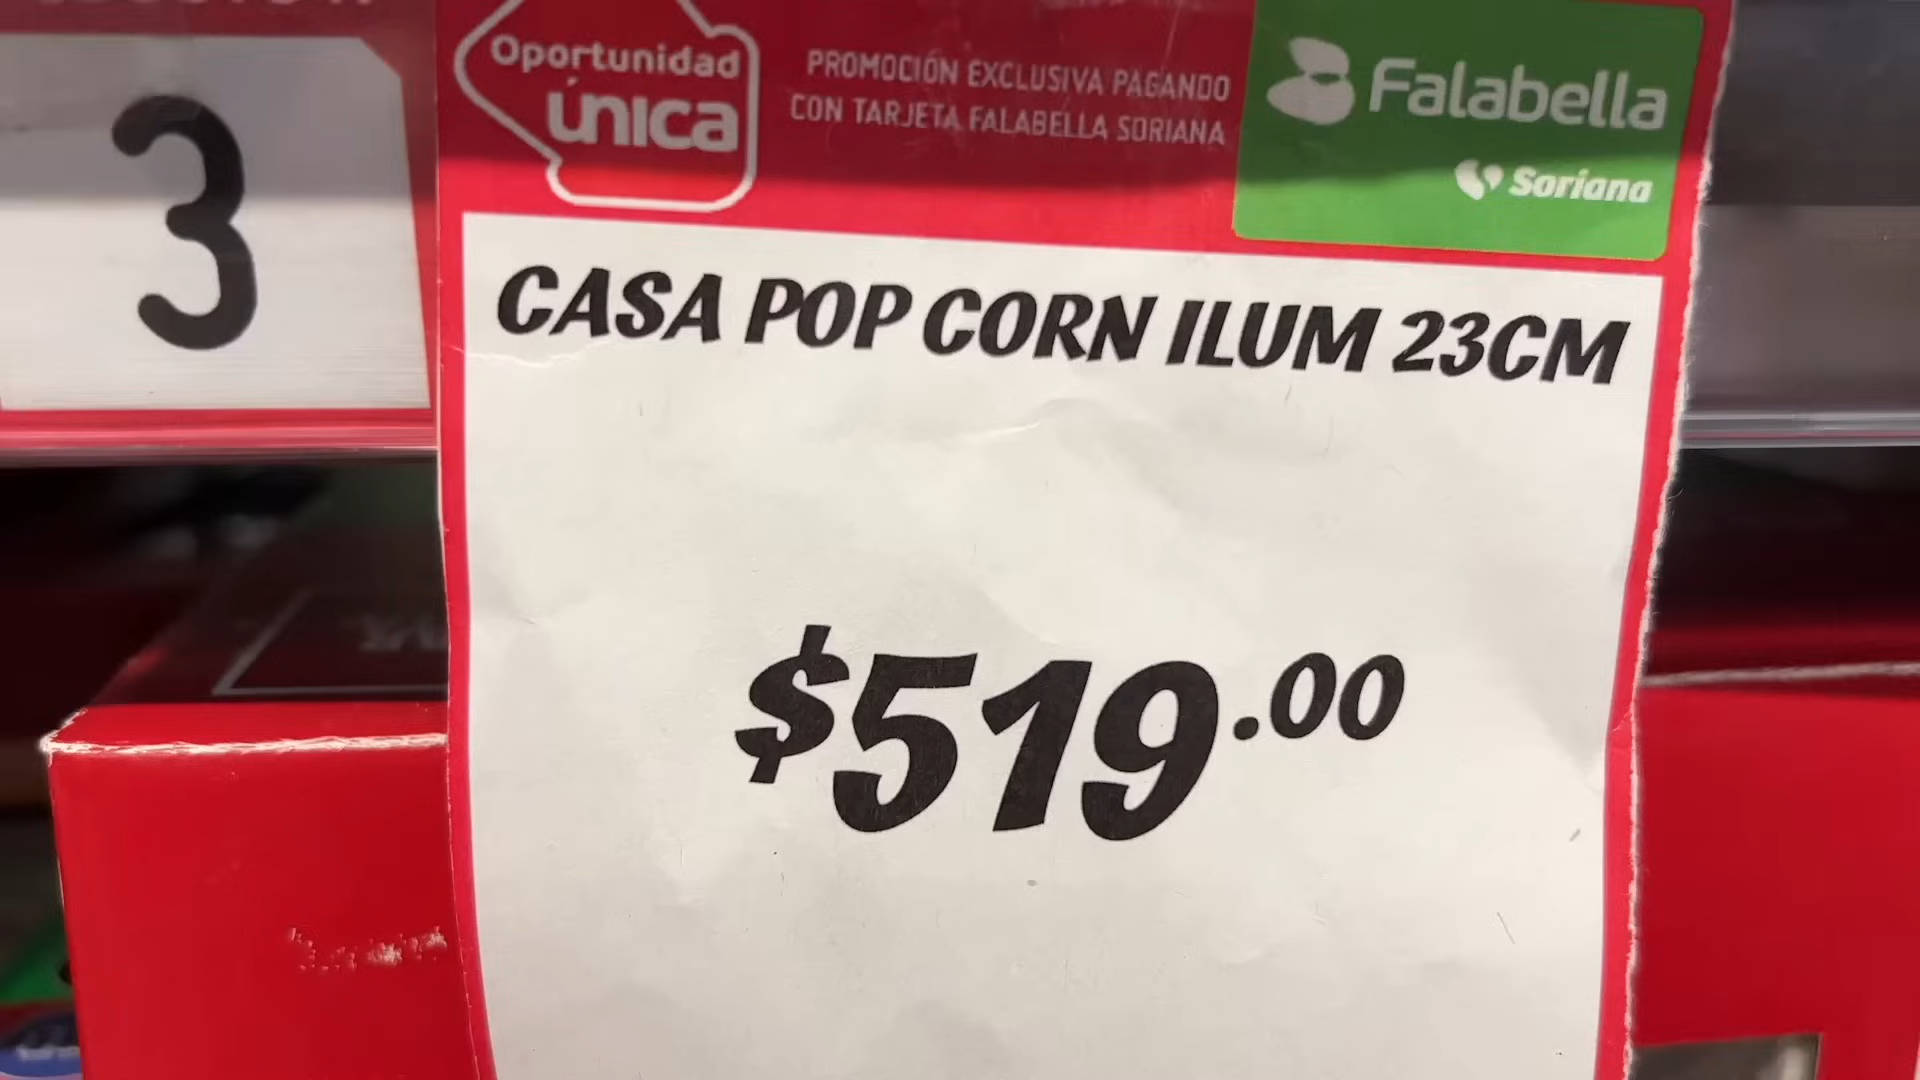 3
Oportunidad
única
PROMOCIÓN EXCLUSIVA PAGANDO
CON TARJETA FALABELLA SORIANA
Falabella
Soriana
CASA POP CORN ILUM 23CM
$519.00